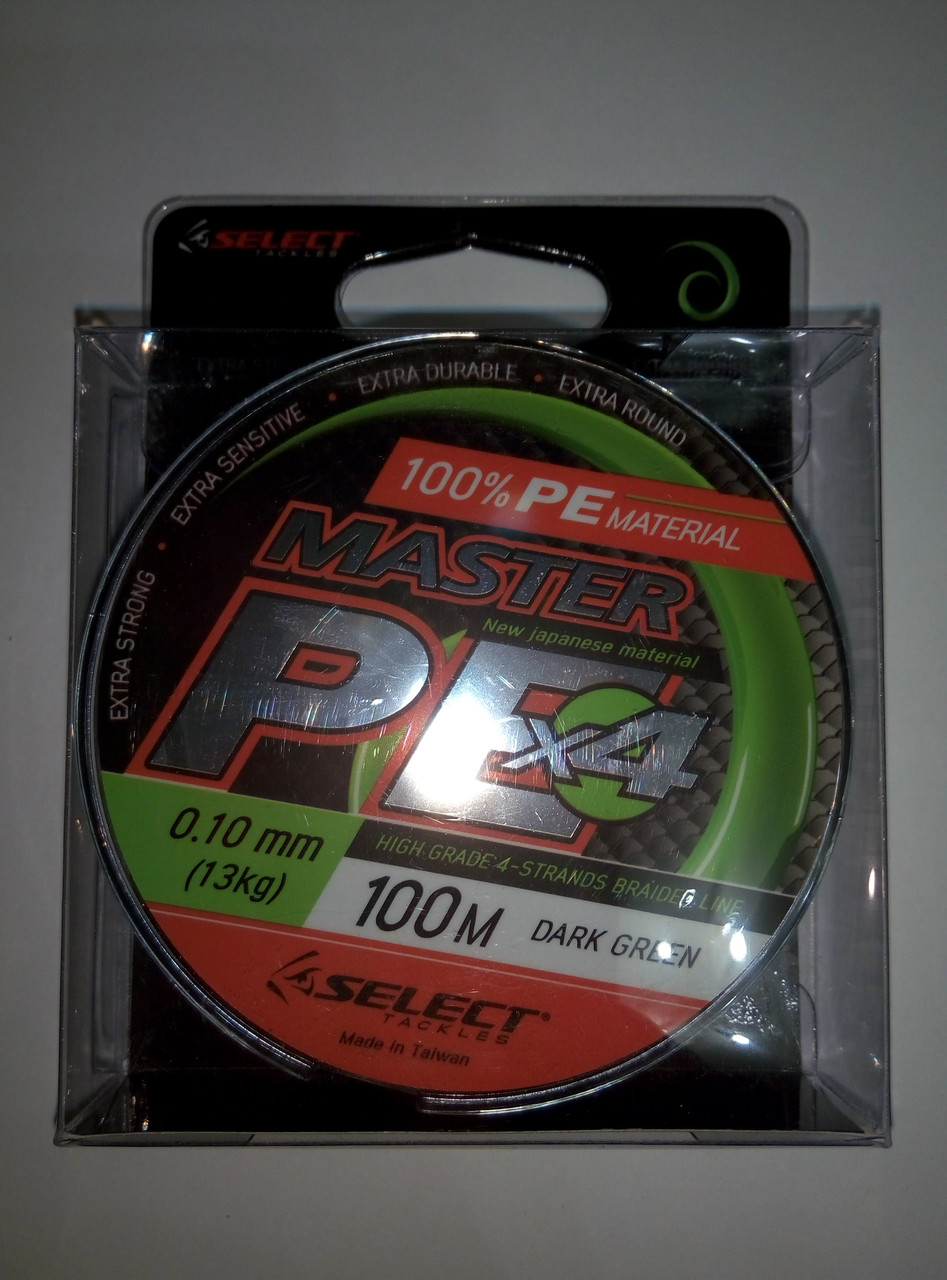 SELECT
TACKLES
EXTRA STRONG • EXTRA SENSITIVE • EXTRA DURABLE • EXTRA ROUND
100% PE MATERIAL
MASTER
New japanese material
PE x4
HIGH GRADE 4-STRANDS BRAIDED LINE
0.10 mm
(13Kg)
100M DARK GREEN
SELECT®
TACKLES
Made in Taiwan